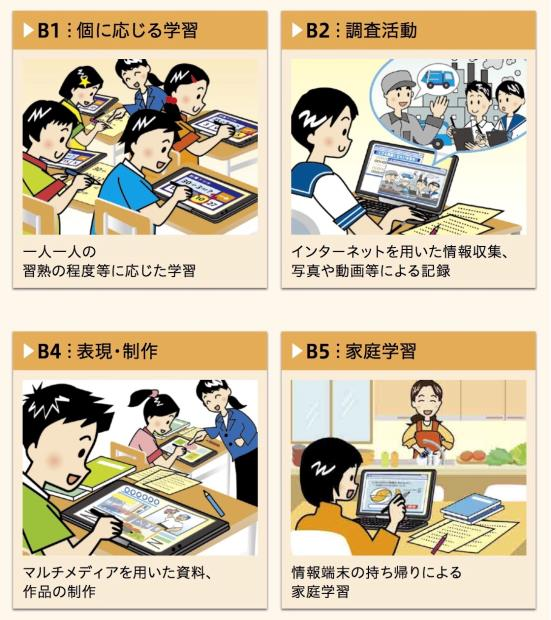 B1：個に応じる学習
一人一人の
習熟の程度等に応じた学習
B2：調査活動
インターネットを用いた情報収集、
写真や動画等による記録
B4：表現・制作
マルチメディアを用いた資料、
作品の制作
B5：家庭学習
情報端末の持ち帰りによる
家庭学習